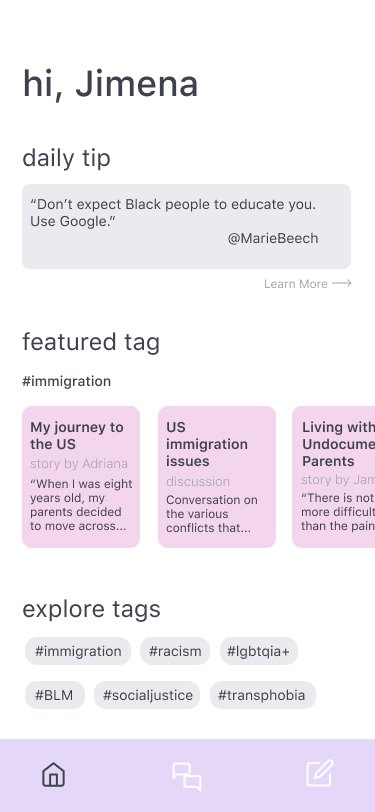 hi, Jimena
daily tip
“Don’t expect Black people to educate you.
Use Google.”
@MarieBeech
Learn More
featured tag
#immigration
My journey to
the US
story by Adriana
“When I was eight
years old, my
parents decided
to move across...
US
immigration
issues
discussion
Conversation on
the various
conflicts that...
Living with
Undocume
Parents
story by Jam
“There is not
more difficult
than the pain
explore tags
#immigration
#racism
#lgbtqia+
#BLM
#socialjustice
#transphobia